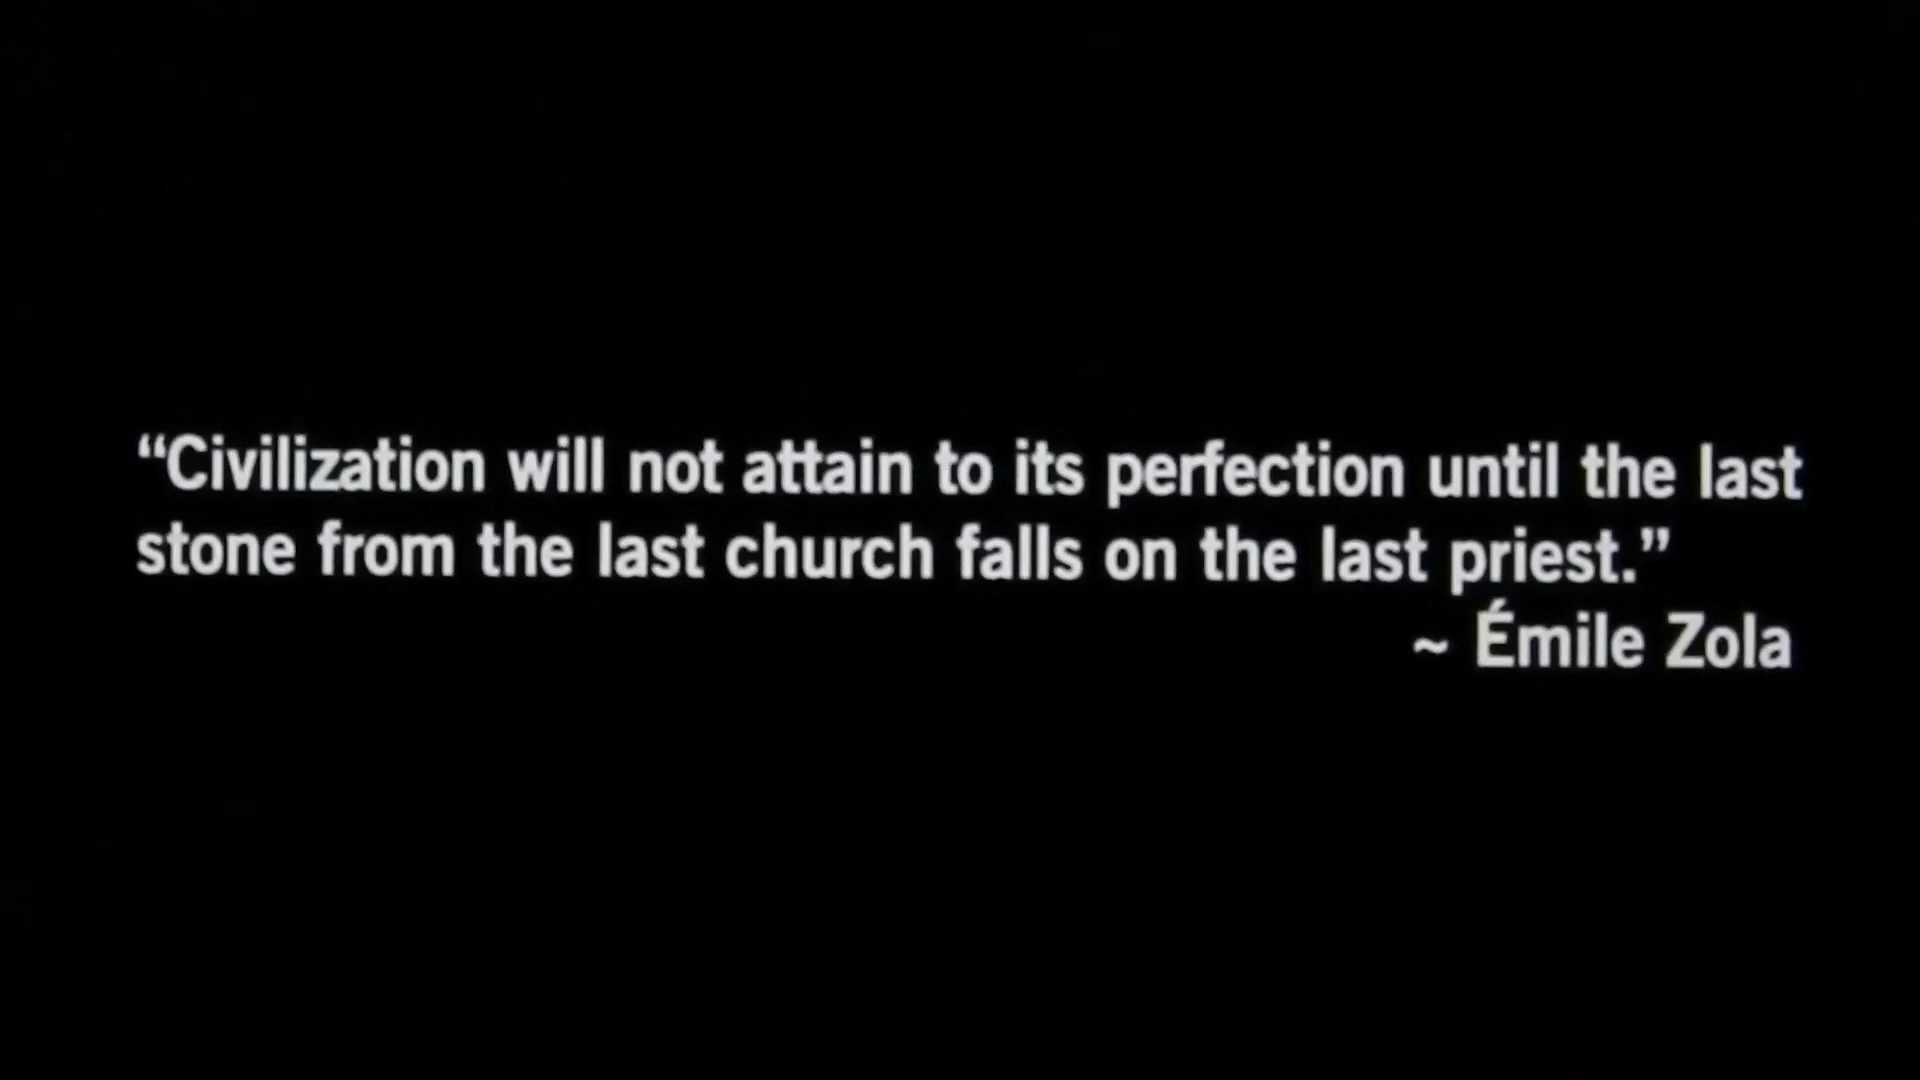 “Civilization will not attain to its perfection until the last
stone from the last church falls on the last priest.”
~ Émile Zola